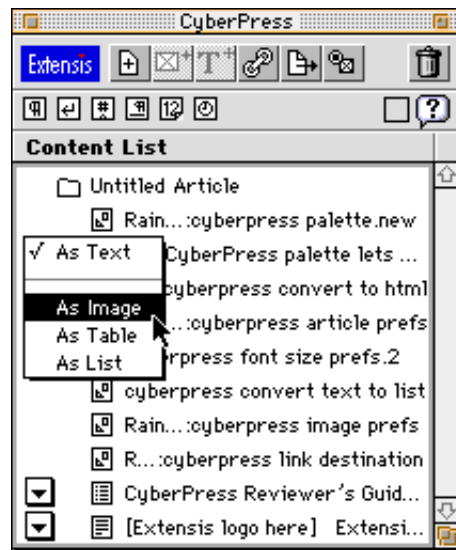 CyberPress
Extensis T
Content List
Untitled Article
Rain...:cyberpress palette.new
✓ As Text CyberPress palette lets ...
cyberpress convert to html
As Image ...:cyberpress article prefs
As Table
As List rpress font size prefs.2
cyberpress convert text to list
Rain...:cyberpress image prefs
R...:cyberpress link destination
CyberPress Reviewer's Guid...
[Extensis logo here] Extensi...